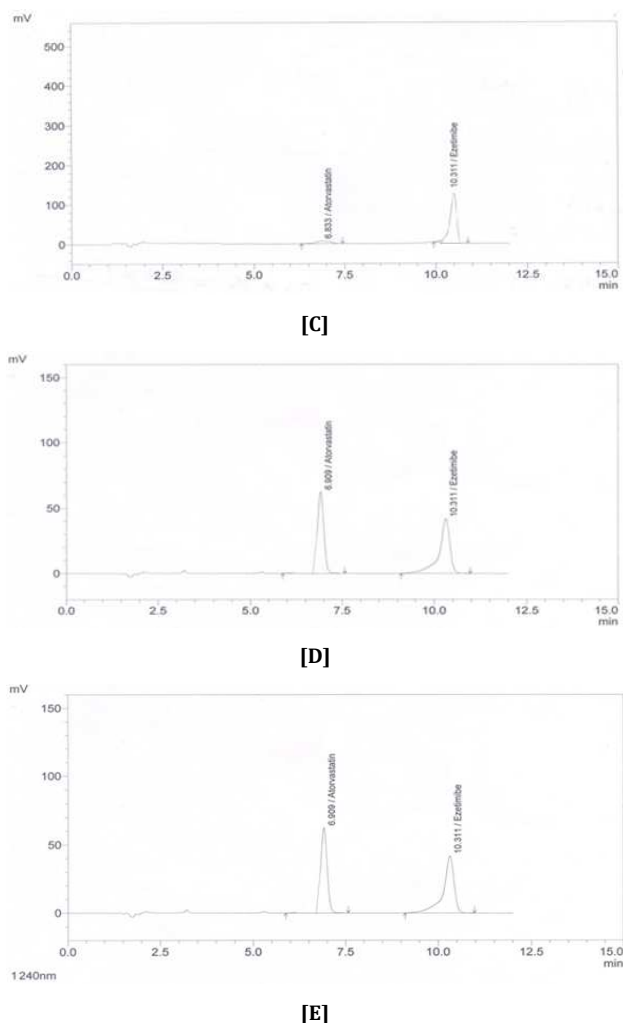 mV
500
400
300
200
100
0
6.833 / Atorvastatin
10.311 / Ezetimibe
0.0 2.5 5.0 7.5 10.0 12.5 15.0
min
[C]
mV
150
100
50
0
6.909 / Atorvastatin
10.311 / Ezetimibe
0.0 2.5 5.0 7.5 10.0 12.5 15.0
min
[D]
mV
150
100
50
0
6.909 / Atorvastatin
10.311 / Ezetimibe
0.0 2.5 5.0 7.5 10.0 12.5 15.0
min
1 240nm
[E]